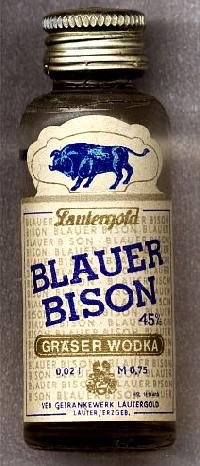 Lautergold
BLAUER
BISON
45%
GRÄSER WODKA
0,02 l M 0,75
VEB GETRÄNKEWERK LAUTERGOLD
LAUTER, ERZGEB.